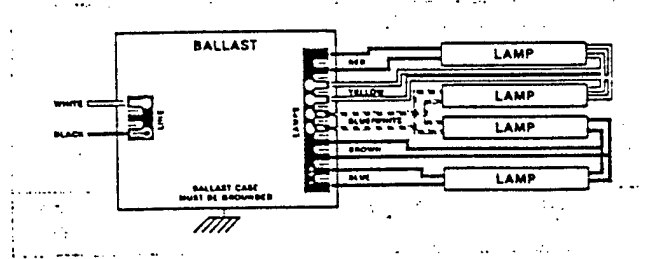 BALLAST
LAMP
RED
WHITE
YELLOW
LAMP
LINE
LAMPS
BLUE/WHITE
LAMP
BLACK
BROWN
BLUE
LAMP
BALLAST CASE
MUST BE GROUNDED